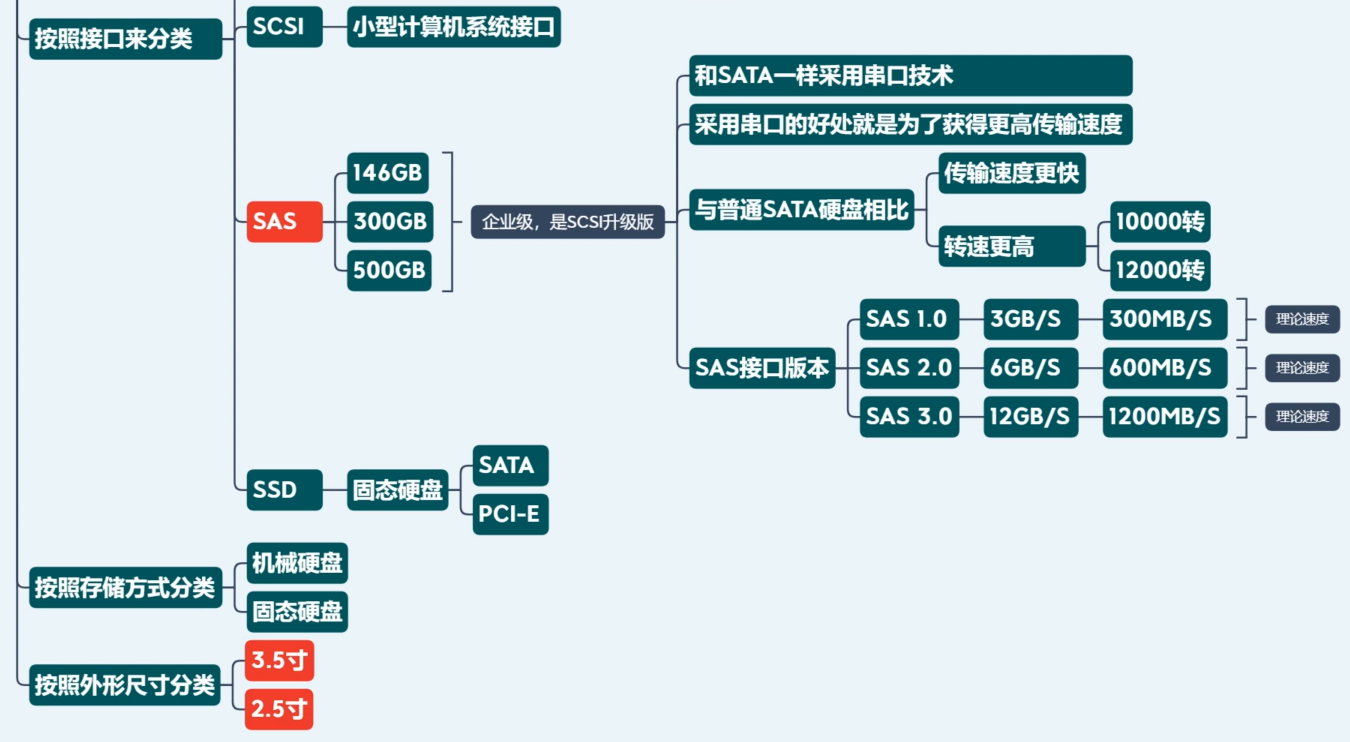 按照接口来分类
SCSI
小型计算机系统接口
SAS
146GB
300GB
500GB
企业级，是SCSI升级版
和SATA一样采用串口技术
采用串口的好处就是为了获得更高传输速度
与普通SATA硬盘相比
传输速度更快
转速更高
10000转
12000转
SAS接口版本
SAS 1.0
3GB/S
300MB/S
理论速度
SAS 2.0
6GB/S
600MB/S
理论速度
SAS 3.0
12GB/S
1200MB/S
理论速度
SSD
固态硬盘
SATA
PCI-E
按照存储方式分类
机械硬盘
固态硬盘
按照外形尺寸分类
3.5寸
2.5寸